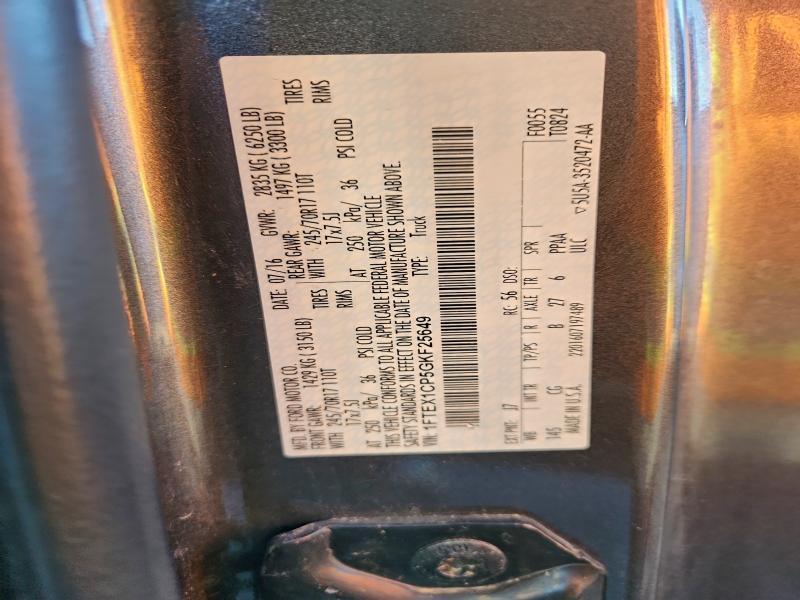 MFD. BY FORD MOTOR CO.
DATE: 07/16 GVWR: 2835 KG ( 6250 LB)
FRONT GAWR: 1429 KG ( 3150 LB) REAR GAWR: 1497 KG ( 3300 LB)
WITH 245/70R17 110T TIRES WITH 245/70R17 110T TIRES
17x7.5J RIMS 17x7.5J RIMS
AT 250 kPa/ 36 PSI COLD AT 250 kPa/ 36 PSI COLD
THIS VEHICLE CONFORMS TO ALL APPLICABLE FEDERAL MOTOR VEHICLE
SAFETY STANDARDS IN EFFECT ON THE DATE OF MANUFACTURE SHOWN ABOVE.
VIN: 1FTEX1CP5GKF25649 TYPE: Truck
F0055
T0824
EXT PNT: J7 RC: 56 DSO:
WB INT TR TP/PS R AXLE TR SPR
145 CG B 27 6 PPAA
MADE IN U.S.A. 2201607197489 ULC ▽5U5A-3520472-AA